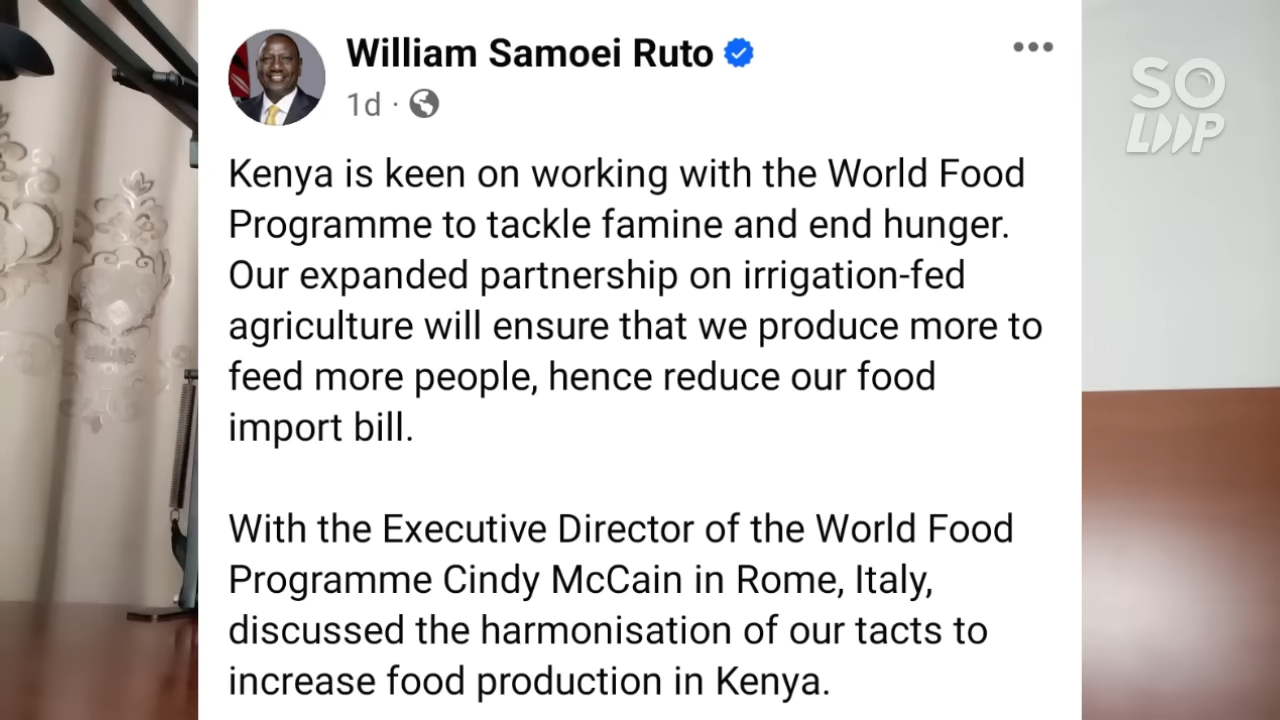 William Samoei Ruto
1d ·
Kenya is keen on working with the World Food
Programme to tackle famine and end hunger.
Our expanded partnership on irrigation-fed
agriculture will ensure that we produce more to
feed more people, hence reduce our food
import bill.
With the Executive Director of the World Food
Programme Cindy McCain in Rome, Italy,
discussed the harmonisation of our tacts to
increase food production in Kenya.
SO
LOOP